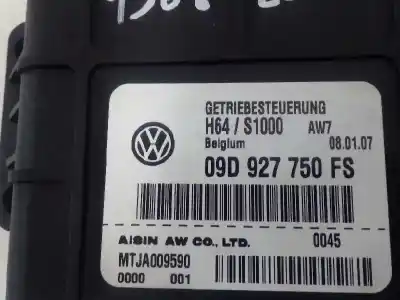 GETRIEBESTEUERUNG
H64 / S1000 AW7
Belgium 08.01.07
09D 927 750 FS
AISIN AW CO., LTD. 0045
MTJA009590
0000 001